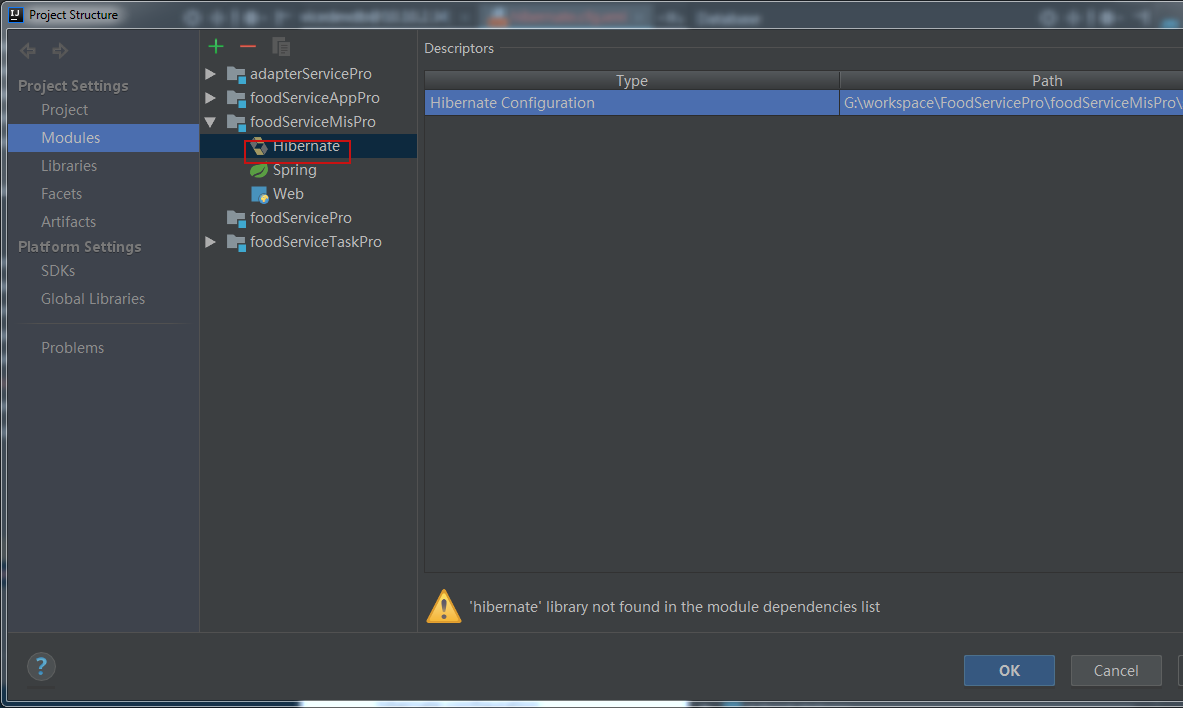 Project Structure
Project Settings
Project
Modules
Libraries
Facets
Artifacts
Platform Settings
SDKs
Global Libraries
Problems
adapterServicePro
foodServiceAppPro
foodServiceMisPro
Hibernate
Spring
Web
foodServicePro
foodServiceTaskPro
Descriptors
Type Path
Hibernate Configuration G:\workspace\FoodServicePro\foodServiceMisPro\
'hibernate' library not found in the module dependencies list
?
OK Cancel